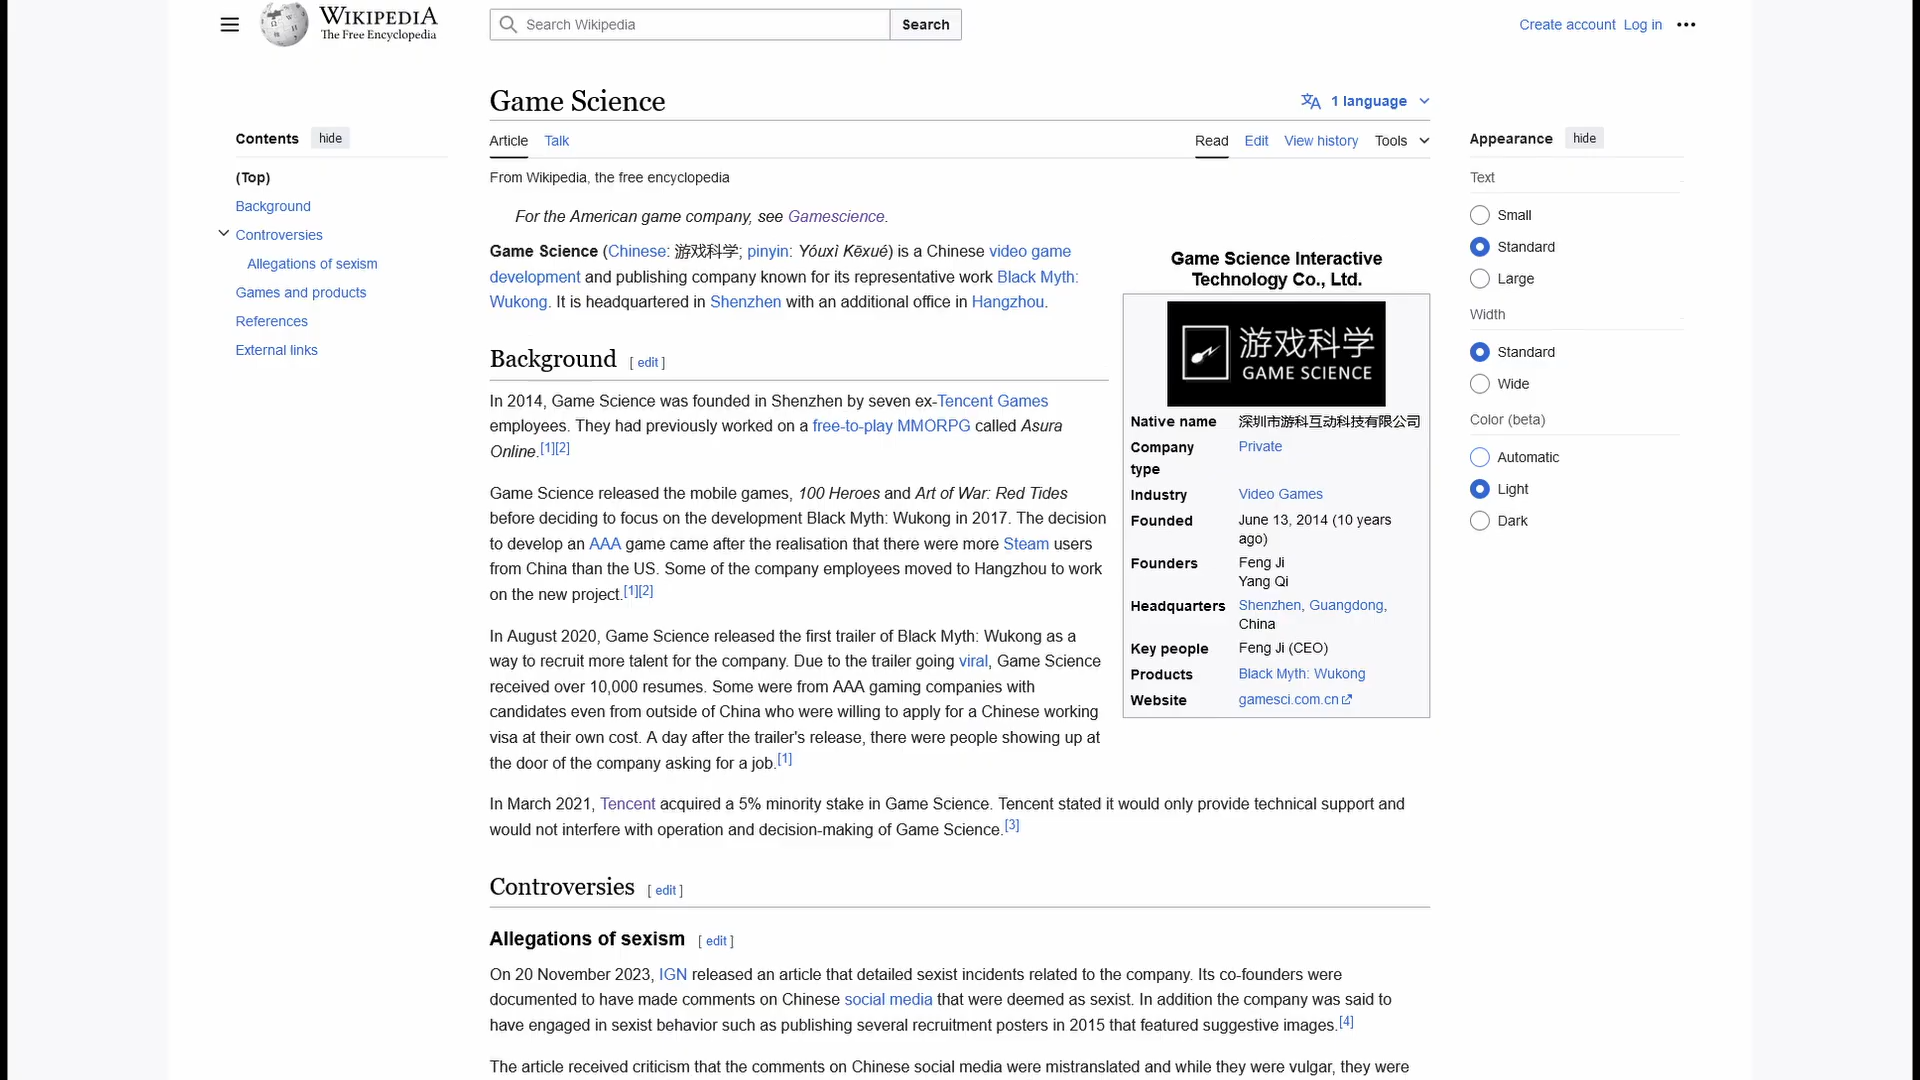 WIKIPEDIA
The Free Encyclopedia
Search Wikipedia
Search
Create account Log in
Game Science
1 language
Contents hide
(Top)
Background
Controversies
Allegations of sexism
Games and products
References
External links
Article Talk
Read Edit View history Tools
From Wikipedia, the free encyclopedia
For the American game company, see Gamescience.
Game Science (Chinese: 游戏科学; pinyin: Yóuxì Kēxué) is a Chinese video game
development and publishing company known for its representative work Black Myth:
Wukong. It is headquartered in Shenzhen with an additional office in Hangzhou.
Background [ edit ]
In 2014, Game Science was founded in Shenzhen by seven ex-Tencent Games
employees. They had previously worked on a free-to-play MMORPG called Asura
Online.[1][2]
Game Science released the mobile games, 100 Heroes and Art of War: Red Tides
before deciding to focus on the development Black Myth: Wukong in 2017. The decision
to develop an AAA game came after the realisation that there were more Steam users
from China than the US. Some of the company employees moved to Hangzhou to work
on the new project.[1][2]
In August 2020, Game Science released the first trailer of Black Myth: Wukong as a
way to recruit more talent for the company. Due to the trailer going viral, Game Science
received over 10,000 resumes. Some were from AAA gaming companies with
candidates even from outside of China who were willing to apply for a Chinese working
visa at their own cost. A day after the trailer's release, there were people showing up at
the door of the company asking for a job.[1]
In March 2021, Tencent acquired a 5% minority stake in Game Science. Tencent stated it would only provide technical support and
would not interfere with operation and decision-making of Game Science.[3]
Controversies [ edit ]
Allegations of sexism [ edit ]
On 20 November 2023, IGN released an article that detailed sexist incidents related to the company. Its co-founders were
documented to have made comments on Chinese social media that were deemed as sexist. In addition the company was said to
have engaged in sexist behavior such as publishing several recruitment posters in 2015 that featured suggestive images.[4]
The article received criticism that the comments on Chinese social media were mistranslated and while they were vulgar, they were
Game Science Interactive
Technology Co., Ltd.
游戏科学
GAME SCIENCE
Native name 深圳市游科互动科技有限公司
Company
type
Private
Industry Video Games
Founded June 13, 2014 (10 years
ago)
Founders Feng Ji
Yang Qi
Headquarters Shenzhen, Guangdong,
China
Key people Feng Ji (CEO)
Products Black Myth: Wukong
Website gamesci.com.cn
Appearance hide
Text
Small
Standard
Large
Width
Standard
Wide
Color (beta)
Automatic
Light
Dark